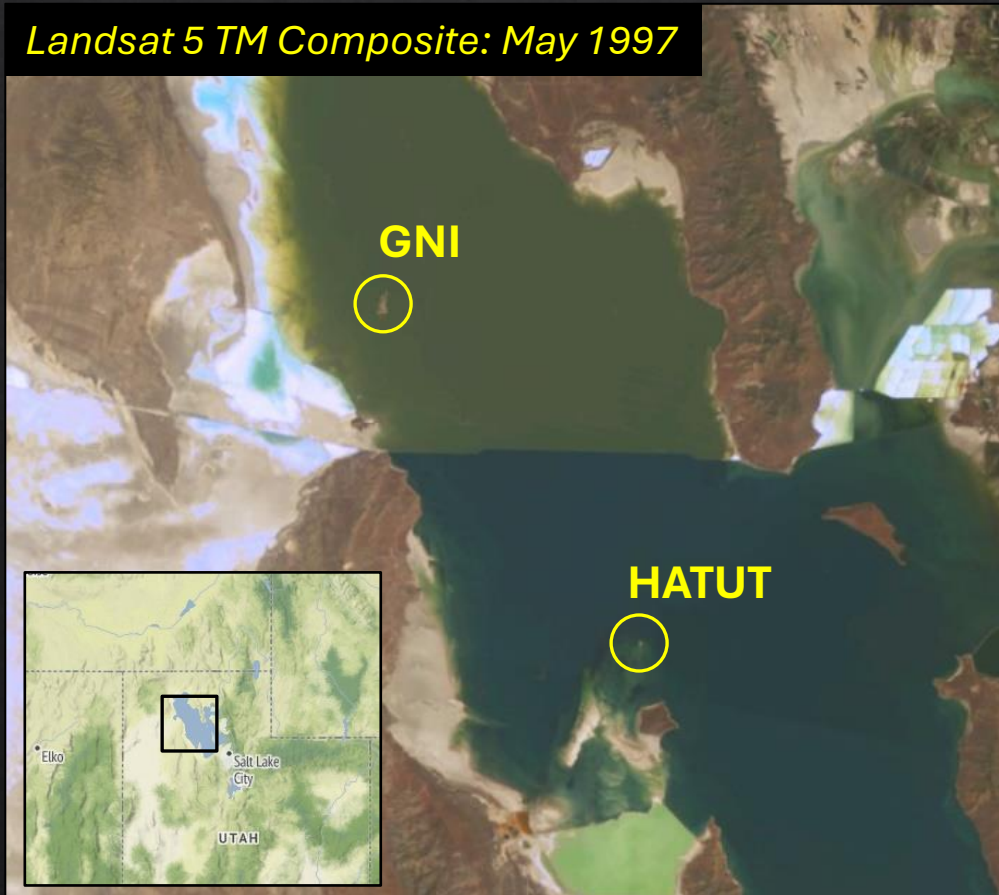 Landsat 5 TM Composite: May 1997
GNI
HATUT
Elko
Salt Lake
City
UTAH